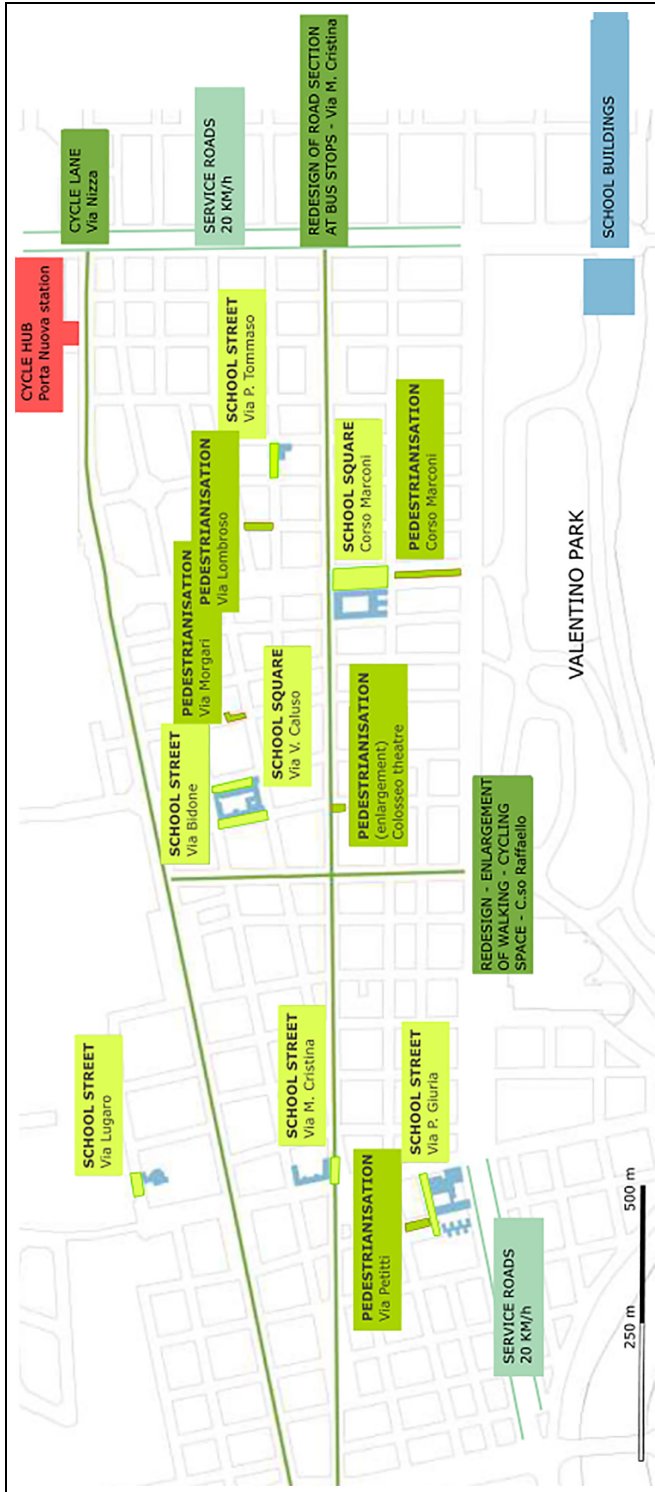 CYCLE HUB
Porta Nuova station
CYCLE LANE
Via Nizza
SERVICE ROADS
20 KM/h
REDESIGN OF ROAD SECTION
AT BUS STOPS - Via M. Cristina
SCHOOL BUILDINGS
SCHOOL STREET
Via P. Tommaso
PEDESTRIANISATION
Via Lombroso
PEDESTRIANISATION
Via Morgari
SCHOOL SQUARE
Corso Marconi
PEDESTRIANISATION
Corso Marconi
VALENTINO PARK
SCHOOL STREET
Via Bidone
SCHOOL SQUARE
Via V. Caluso
PEDESTRIANISATION
(enlargement)
Colosseo theatre
REDESIGN - ENLARGEMENT
OF WALKING - CYCLING
SPACE - C.so Raffaello
SCHOOL STREET
Via Lugaro
SCHOOL STREET
Via M. Cristina
SCHOOL STREET
Via P. Giuria
PEDESTRIANISATION
Via Petitti
SERVICE ROADS
20 KM/h
250 m
500 m